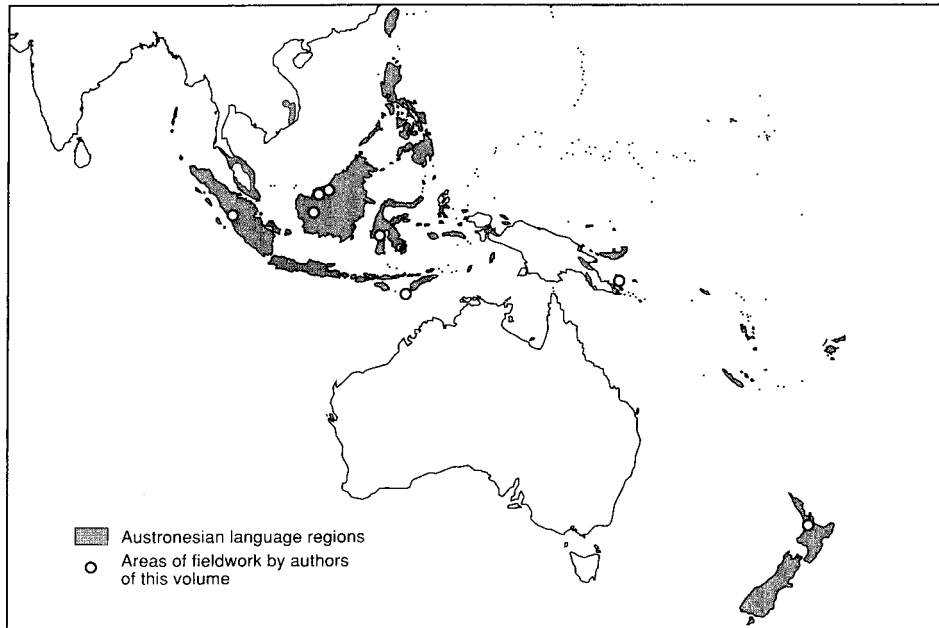 Austronesian language regions
Areas of fieldwork by authors
of this volume